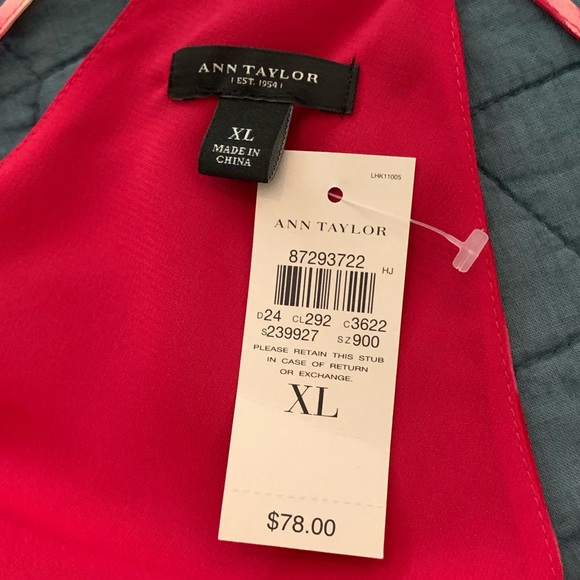 ANN TAYLOR
| EST. 1954 |
XL
MADE IN
CHINA
LHK11005
ANN TAYLOR
87293722
HJ
D24 CL292 C3622
S239927 SZ900
PLEASE RETAIN THIS STUB
IN CASE OF RETURN
OR EXCHANGE.
XL
$78.00